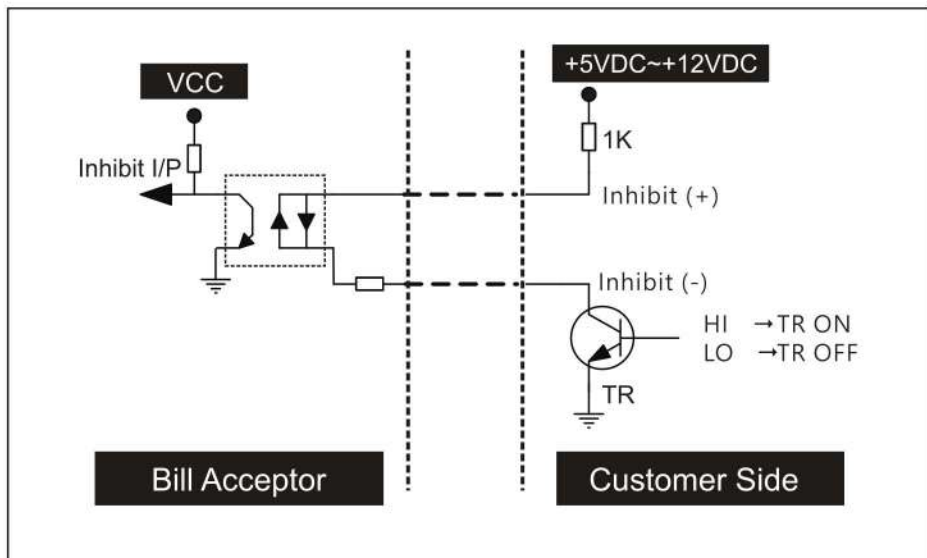 +5VDC~+12VDC
VCC
1K
Inhibit I/P
Inhibit (+)
Inhibit (-)
HI →TR ON
LO →TR OFF
TR
Bill Acceptor
Customer Side